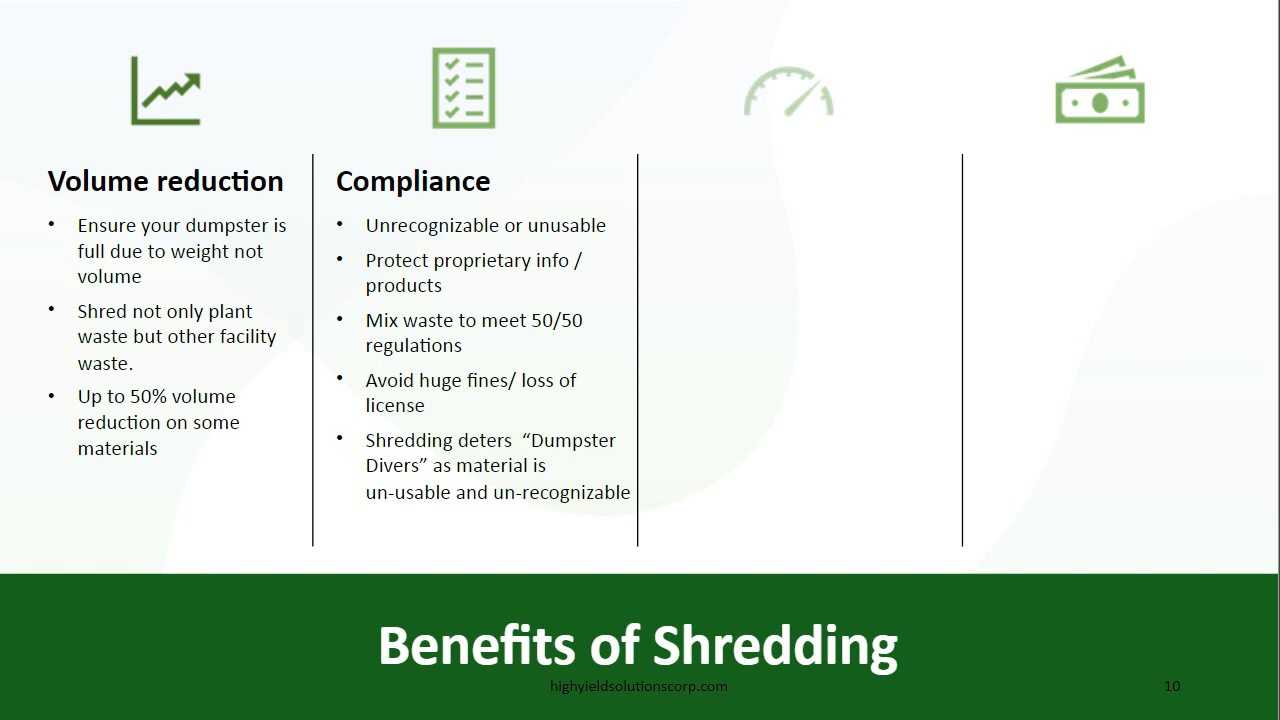 Volume reduction
• Ensure your dumpster is
full due to weight not
volume
• Shred not only plant
waste but other facility
waste.
• Up to 50% volume
reduction on some
materials
Compliance
• Unrecognizable or unusable
• Protect proprietary info /
products
• Mix waste to meet 50/50
regulations
• Avoid huge fines/ loss of
license
• Shredding deters  “Dumpster
Divers” as material is
un-usable and un-recognizable
Benefits of Shredding
highyieldsolutionscorp.com
10